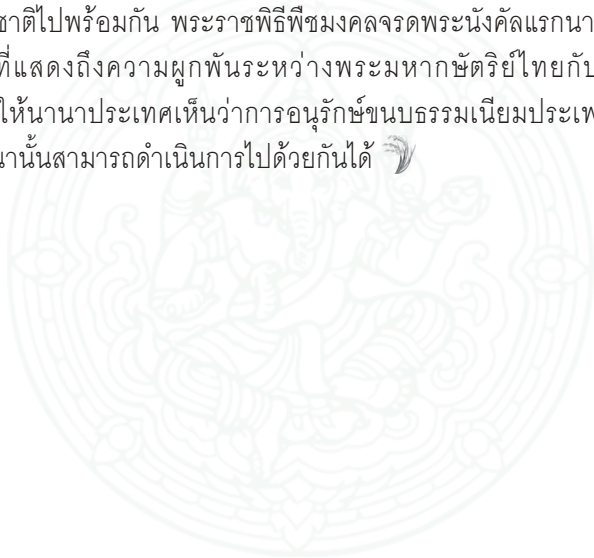 ชาติไปพร้อมกัน พระราชพิธีพืชมงคลจรดพระนังคัลแรกนา
ที่แสดงถึงความผูกพันระหว่างพระมหากษัตริย์ไทยกับ
ให้นานาประเทศเห็นว่าการอนุรักษ์ขนบธรรมเนียมประเพ
นานั้นสามารถดำเนินการไปด้วยกันได้